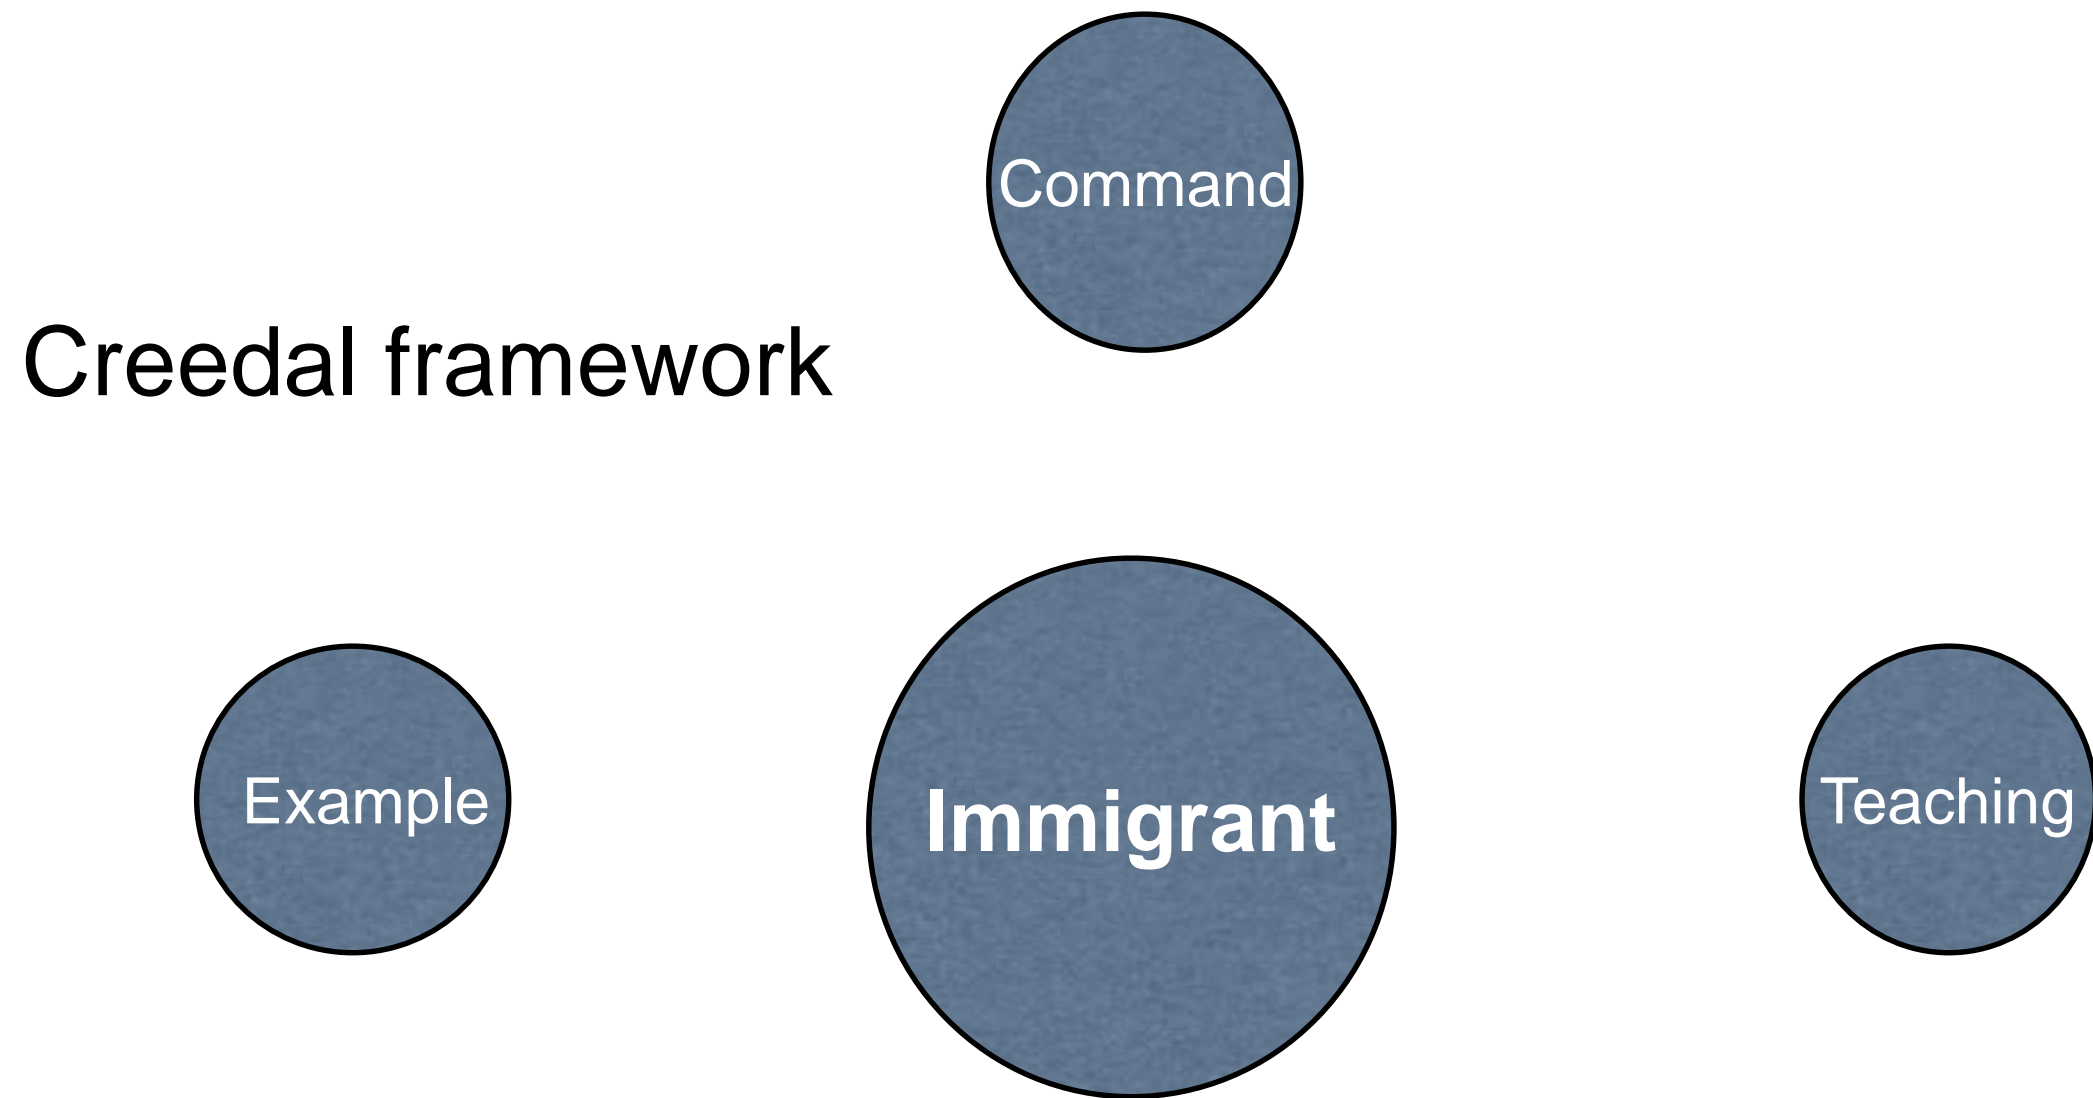 Command
Creedal framework
Example
Immigrant
Teaching